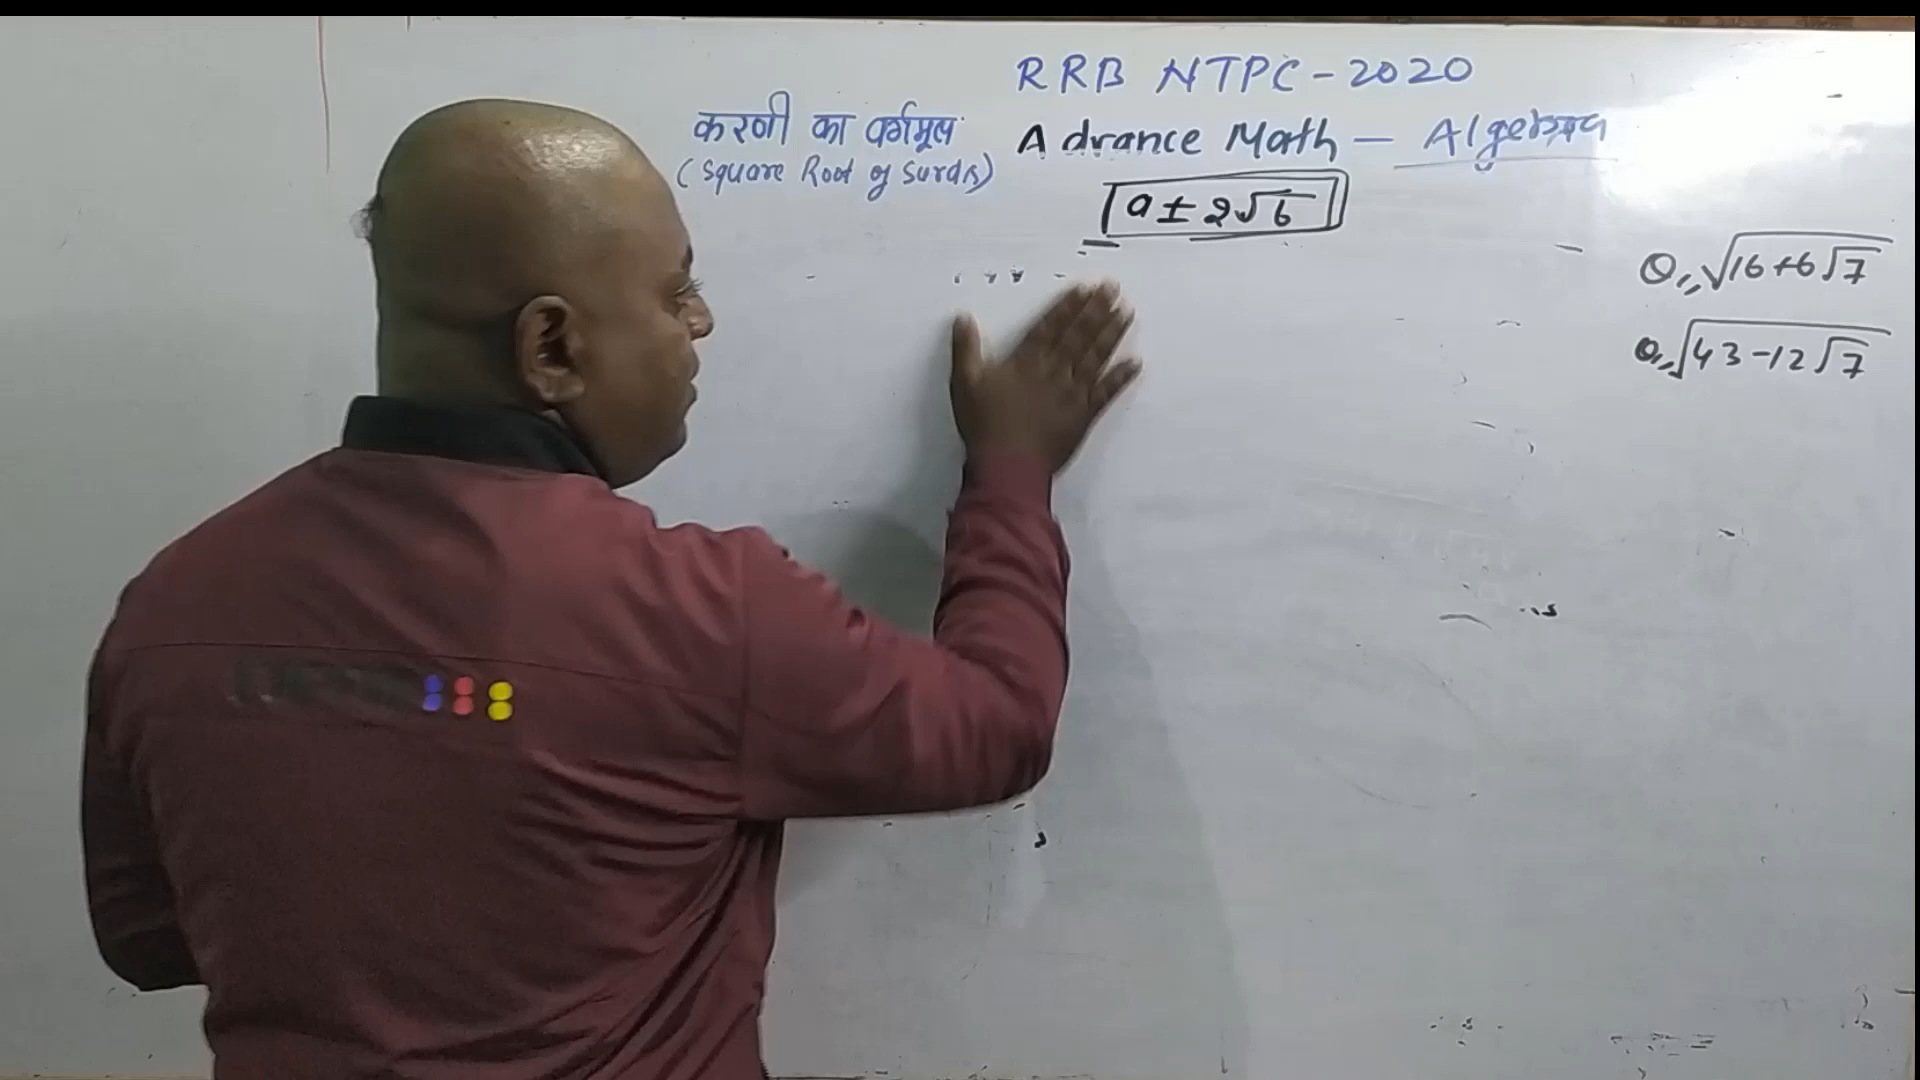 RRB NTPC-2020
करणी का वर्गमूल Advance Math - Algebra
(Square Root of Surds)
a ± 2√b
Q,, √16+6√7
Q,, √43-12√7